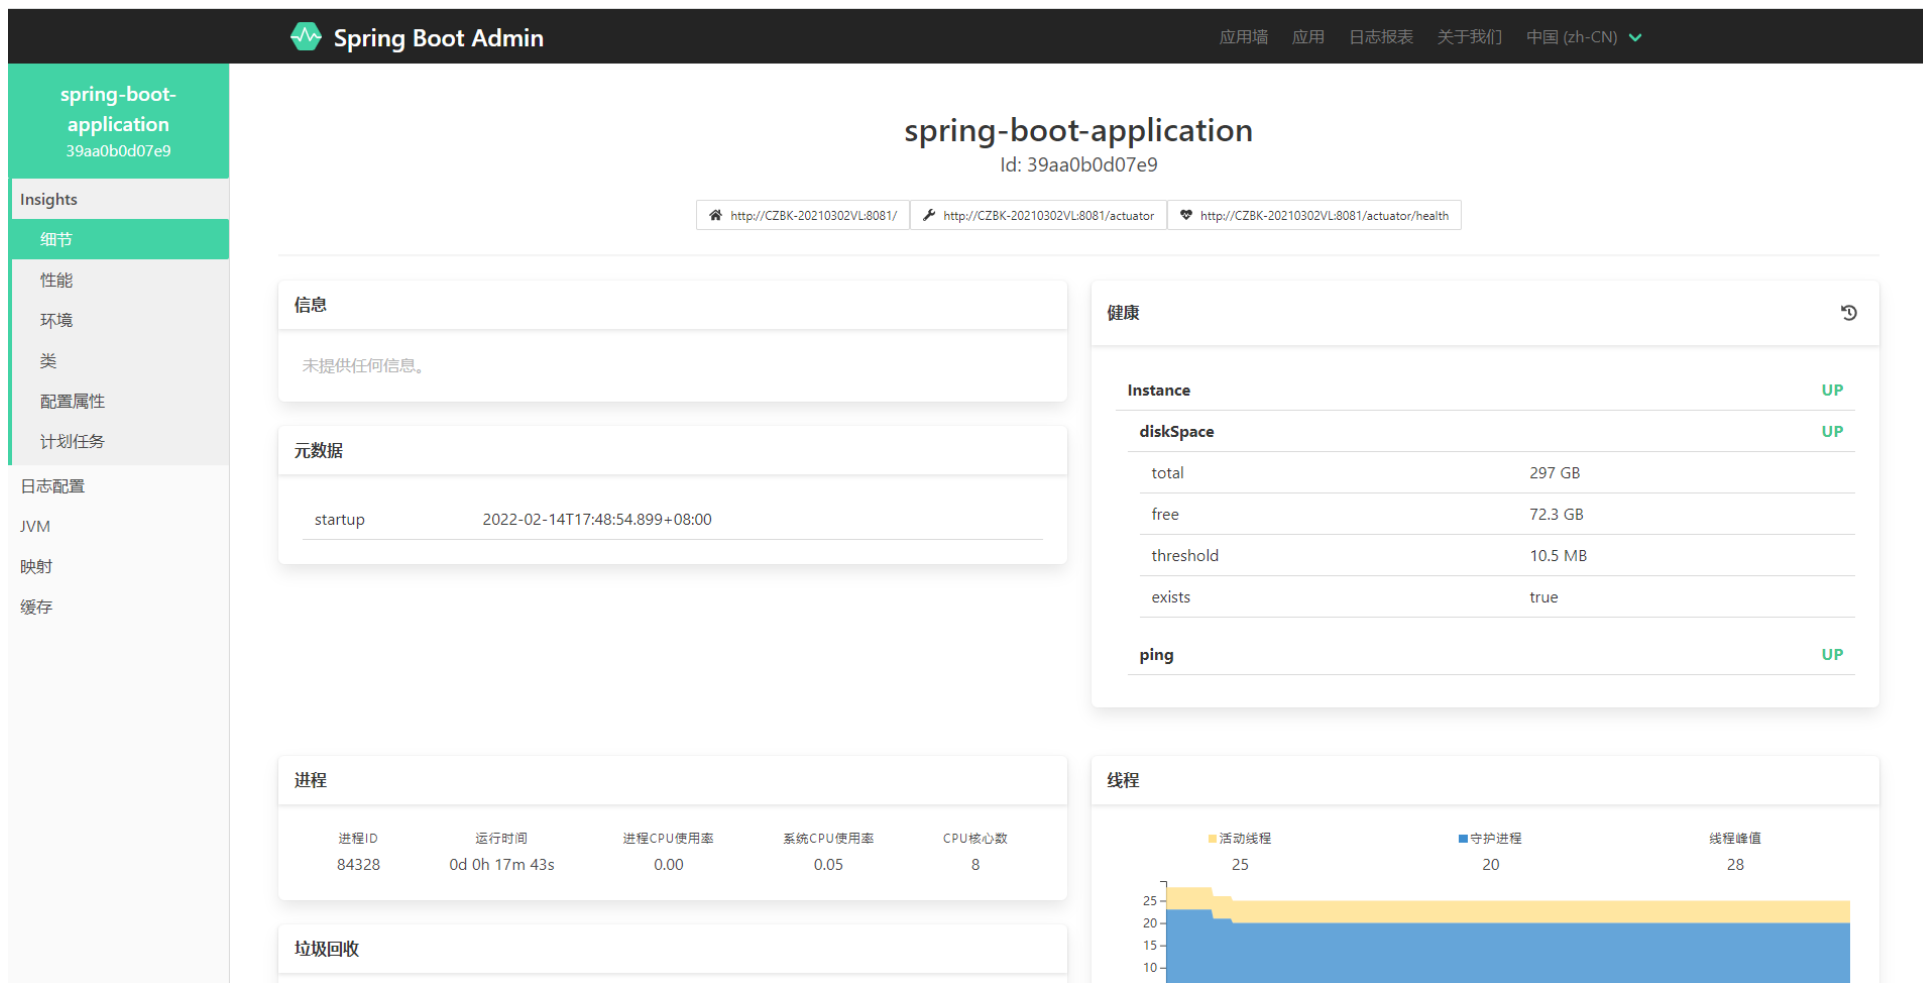 Spring Boot Admin
应用墙 应用 日志报表 关于我们 中国 (zh-CN)
spring-boot-
application
39aa0b0d07e9
Insights
细节
性能
环境
类
配置属性
计划任务
日志配置
JVM
映射
缓存
spring-boot-application
Id: 39aa0b0d07e9
http://CZBK-20210302VL:8081/ http://CZBK-20210302VL:8081/actuator http://CZBK-20210302VL:8081/actuator/health
信息
未提供任何信息。
元数据
startup 2022-02-14T17:48:54.899+08:00
健康
Instance UP
diskSpace UP
total 297 GB
free 72.3 GB
threshold 10.5 MB
exists true
ping UP
进程
进程ID 运行时间 进程CPU使用率 系统CPU使用率 CPU核心数
84328 0d 0h 17m 43s 0.00 0.05 8
垃圾回收
线程
活动线程 守护进程 线程峰值
25 20 28
25
20
15
10